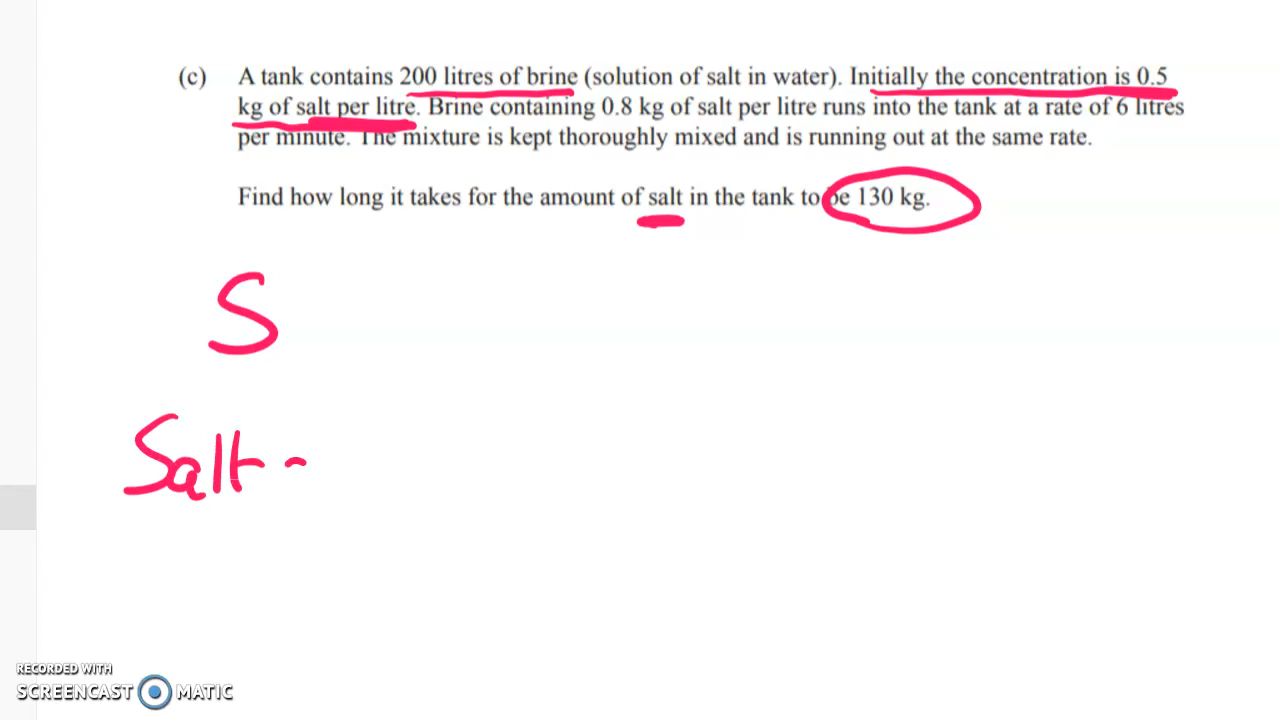 (c) A tank contains 200 litres of brine (solution of salt in water). Initially the concentration is 0.5
kg of salt per litre. Brine containing 0.8 kg of salt per litre runs into the tank at a rate of 6 litres
per minute. The mixture is kept thoroughly mixed and is running out at the same rate.
Find how long it takes for the amount of salt in the tank to be 130 kg.
S
Salt -
RECORDED WITH
SCREENCAST MATIC